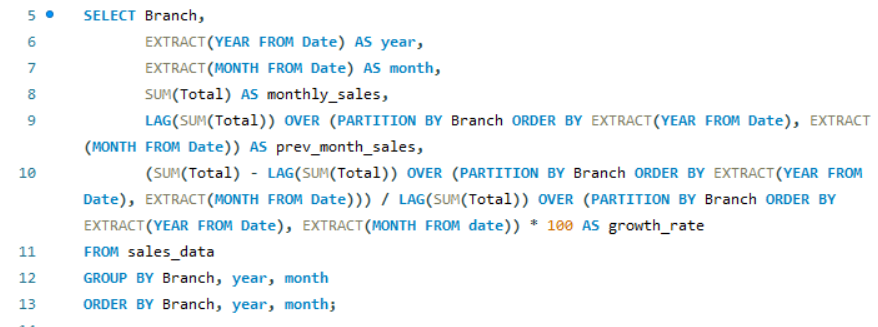 5 SELECT Branch,
6 EXTRACT(YEAR FROM Date) AS year,
7 EXTRACT(MONTH FROM Date) AS month,
8 SUM(Total) AS monthly_sales,
9 LAG(SUM(Total)) OVER (PARTITION BY Branch ORDER BY EXTRACT(YEAR FROM Date), EXTRACT
(MONTH FROM Date)) AS prev_month_sales,
10 (SUM(Total) - LAG(SUM(Total)) OVER (PARTITION BY Branch ORDER BY EXTRACT(YEAR FROM
Date), EXTRACT(MONTH FROM Date))) / LAG(SUM(Total)) OVER (PARTITION BY Branch ORDER BY
EXTRACT(YEAR FROM Date), EXTRACT(MONTH FROM date)) * 100 AS growth_rate
11 FROM sales_data
12 GROUP BY Branch, year, month
13 ORDER BY Branch, year, month;